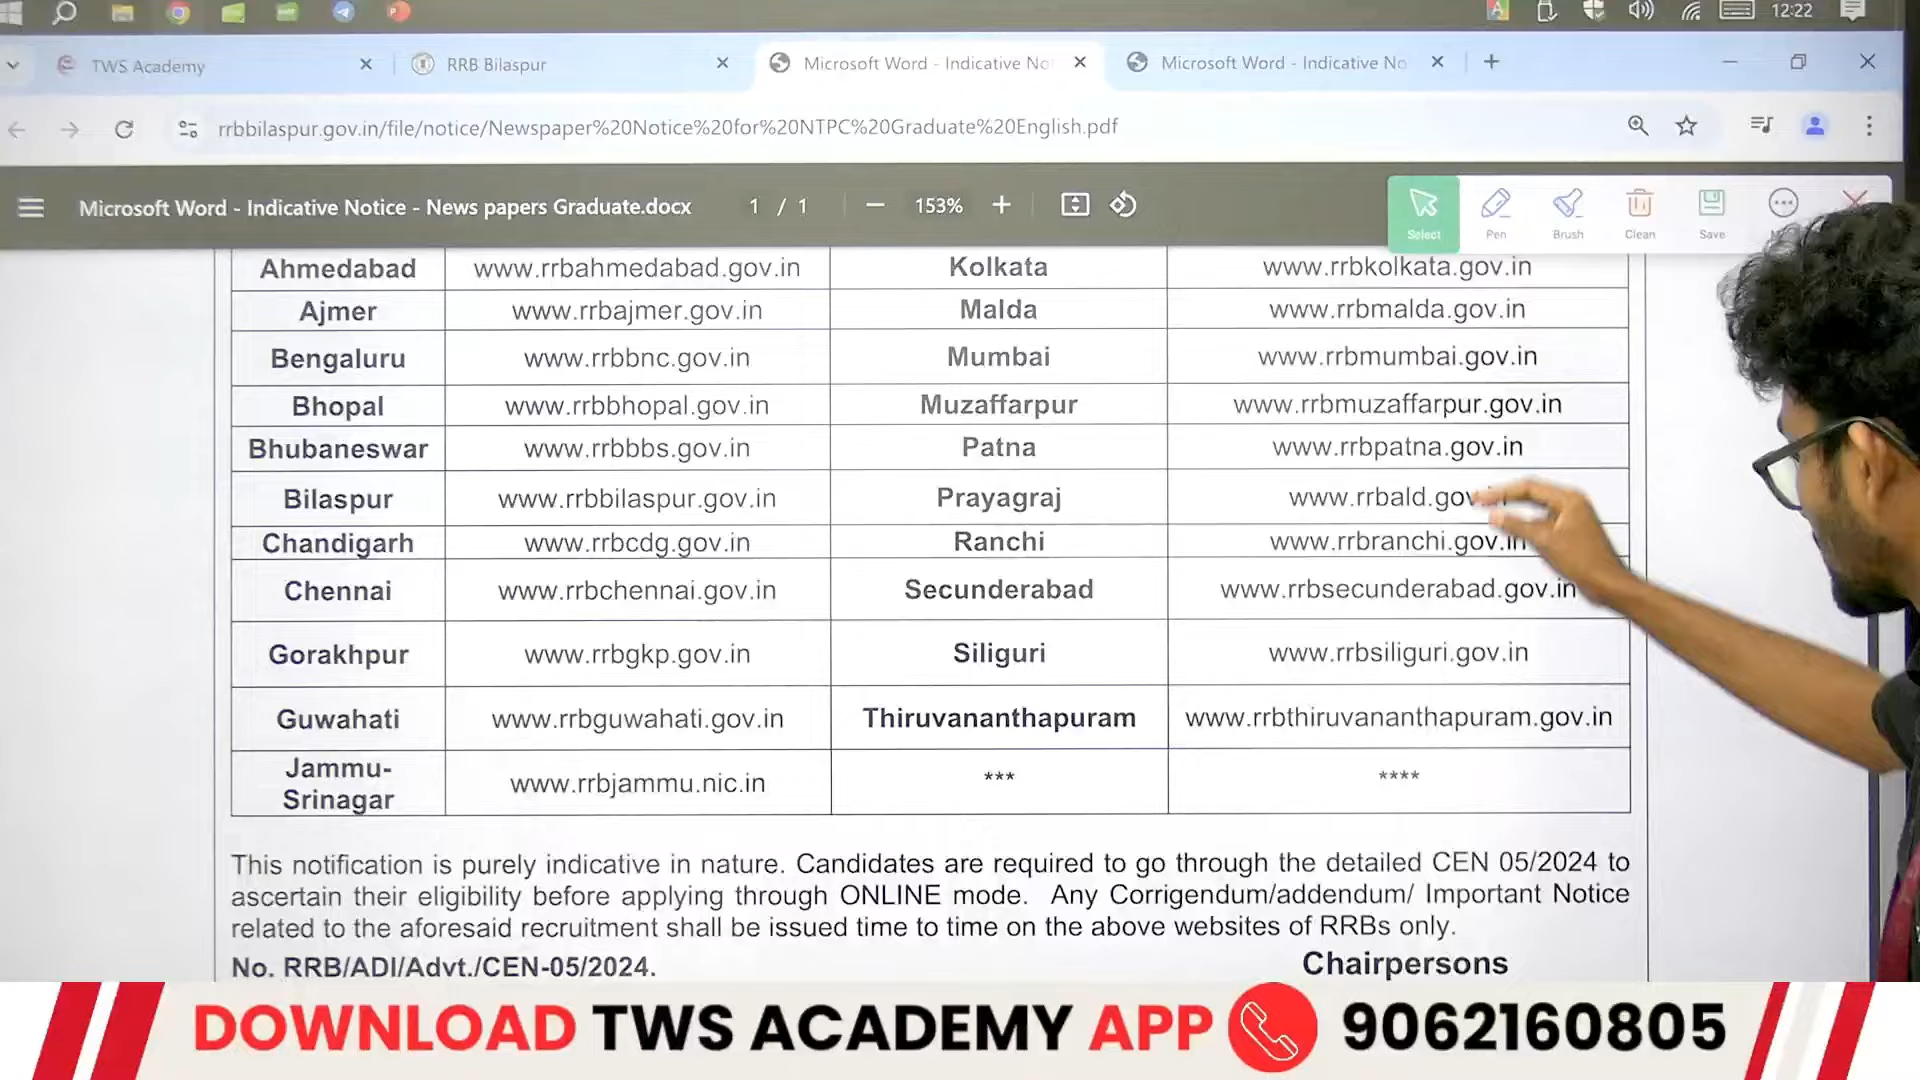 12:22
TWS Academy
RRB Bilaspur
Microsoft Word - Indicative No
Microsoft Word - Indicative No
rrbbilaspur.gov.in/file/notice/Newspaper%20Notice%20for%20NTPC%20Graduate%20English.pdf
Microsoft Word - Indicative Notice - News papers Graduate.docx 1 / 1 153%
Select Pen Brush Clean Save
Ahmedabad www.rrbahmedabad.gov.in Kolkata www.rrbkolkata.gov.in
Ajmer www.rrbajmer.gov.in Malda www.rrbmalda.gov.in
Bengaluru www.rrbbnc.gov.in Mumbai www.rrbmumbai.gov.in
Bhopal www.rrbbhopal.gov.in Muzaffarpur www.rrbmuzaffarpur.gov.in
Bhubaneswar www.rrbbbs.gov.in Patna www.rrbpatna.gov.in
Bilaspur www.rrbbilaspur.gov.in Prayagraj www.rrbald.gov.in
Chandigarh www.rrbcdg.gov.in Ranchi www.rrbranchi.gov.in
Chennai www.rrbchennai.gov.in Secunderabad www.rrbsecunderabad.gov.in
Gorakhpur www.rrbgkp.gov.in Siliguri www.rrbsiliguri.gov.in
Guwahati www.rrbguwahati.gov.in Thiruvananthapuram www.rrbthiruvananthapuram.gov.in
Jammu-
Srinagar www.rrbjammu.nic.in *** ****
This notification is purely indicative in nature. Candidates are required to go through the detailed CEN 05/2024 to
ascertain their eligibility before applying through ONLINE mode. Any Corrigendum/addendum/ Important Notice
related to the aforesaid recruitment shall be issued time to time on the above websites of RRBs only.
No. RRB/ADI/Advt./CEN-05/2024. Chairpersons
DOWNLOAD TWS ACADEMY APP 9062160805